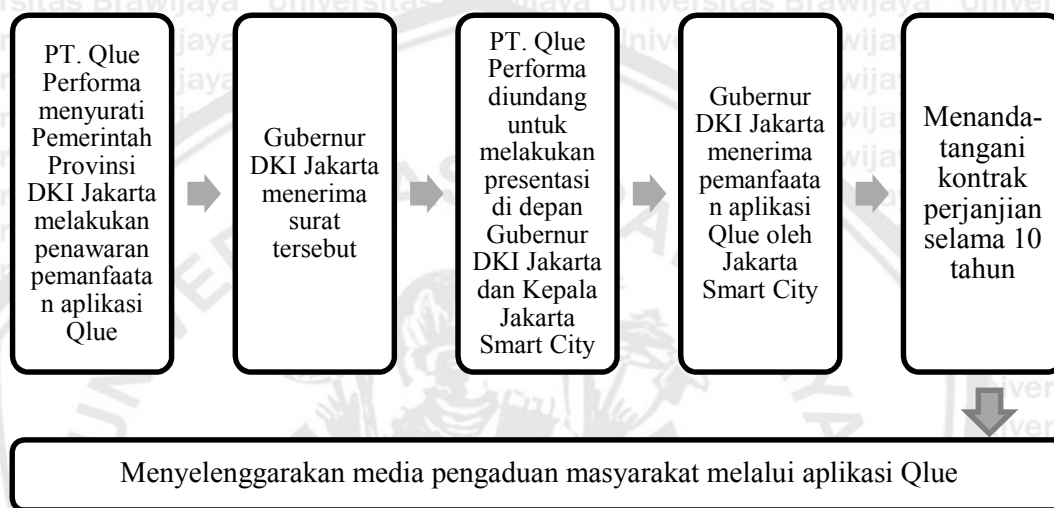 PT. Qlue
Performa
menyurati
Pemerintah
Provinsi
DKI Jakarta
melakukan
penawaran
pemanfaata
n aplikasi
Qlue
Gubernur
DKI Jakarta
menerima
surat
tersebut
PT. Qlue
Performa
diundang
untuk
melakukan
presentasi
di depan
Gubernur
DKI Jakarta
dan Kepala
Jakarta
Smart City
Gubernur
DKI Jakarta
menerima
pemanfaata
n aplikasi
Qlue oleh
Jakarta
Smart City
Menanda-
tangani
kontrak
perjanjian
selama 10
tahun
Menyelenggarakan media pengaduan masyarakat melalui aplikasi Qlue